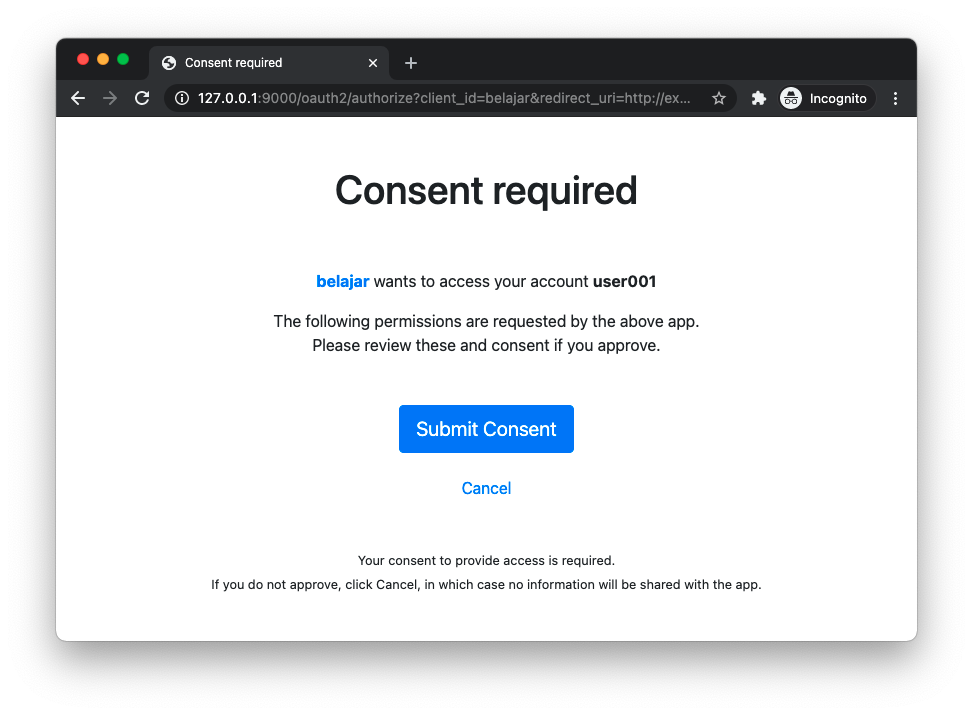 Consent required
127.0.0.1:9000/oauth2/authorize?client_id=belajar&redirect_uri=http://ex...
Incognito
Consent required
belajar wants to access your account user001
The following permissions are requested by the above app.
Please review these and consent if you approve.
Submit Consent
Cancel
Your consent to provide access is required.
If you do not approve, click Cancel, in which case no information will be shared with the app.